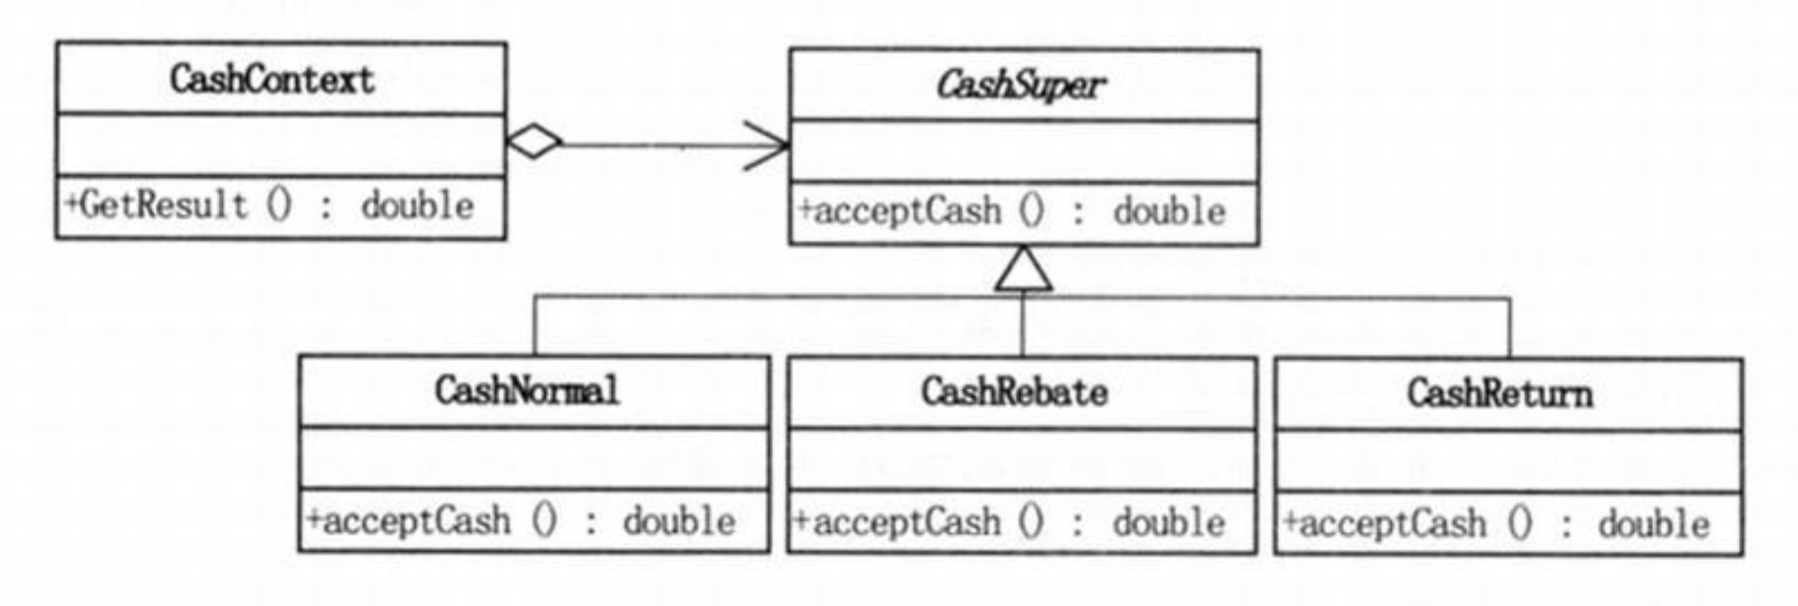 CashContext
+GetResult () : double
CashSuper
+acceptCash () : double
CashNormal
+acceptCash () : double
CashRebate
+acceptCash () : double
CashReturn
+acceptCash () : double